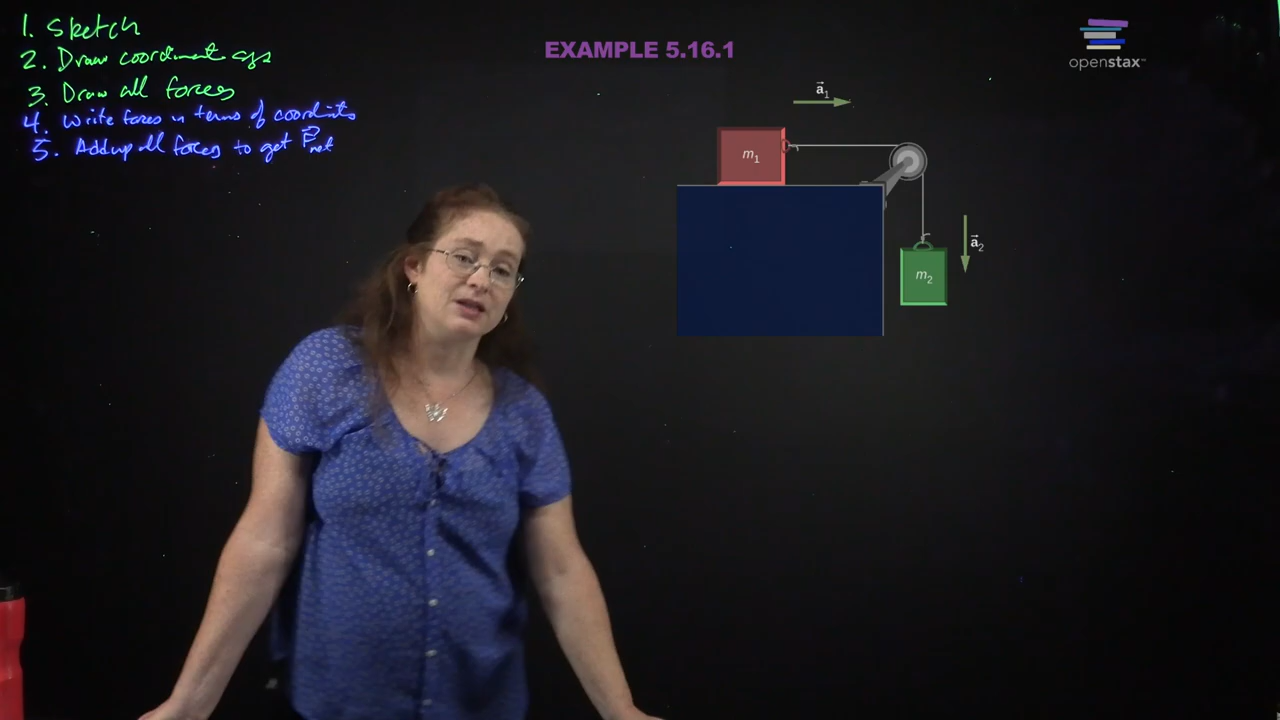 1. Sketch
2. Draw coordinate sys
3. Draw all forces
4. Write forces in terms of coordinates
5. Add up all forces to get F⃗net
EXAMPLE 5.16.1
openstax™
a⃗₁
m₁
a⃗₂
m₂